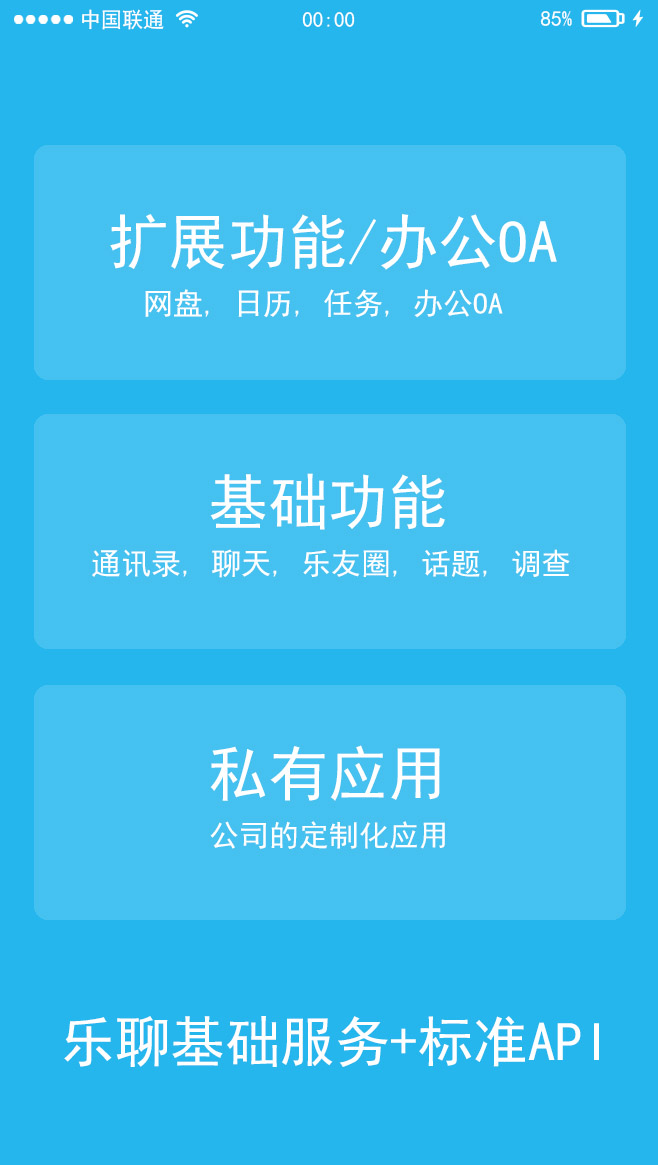 中国联通 00:00 85%
扩展功能/办公OA
网盘, 日历, 任务, 办公OA
基础功能
通讯录, 聊天, 乐友圈, 话题, 调查
私有应用
公司的定制化应用
乐聊基础服务+标准API